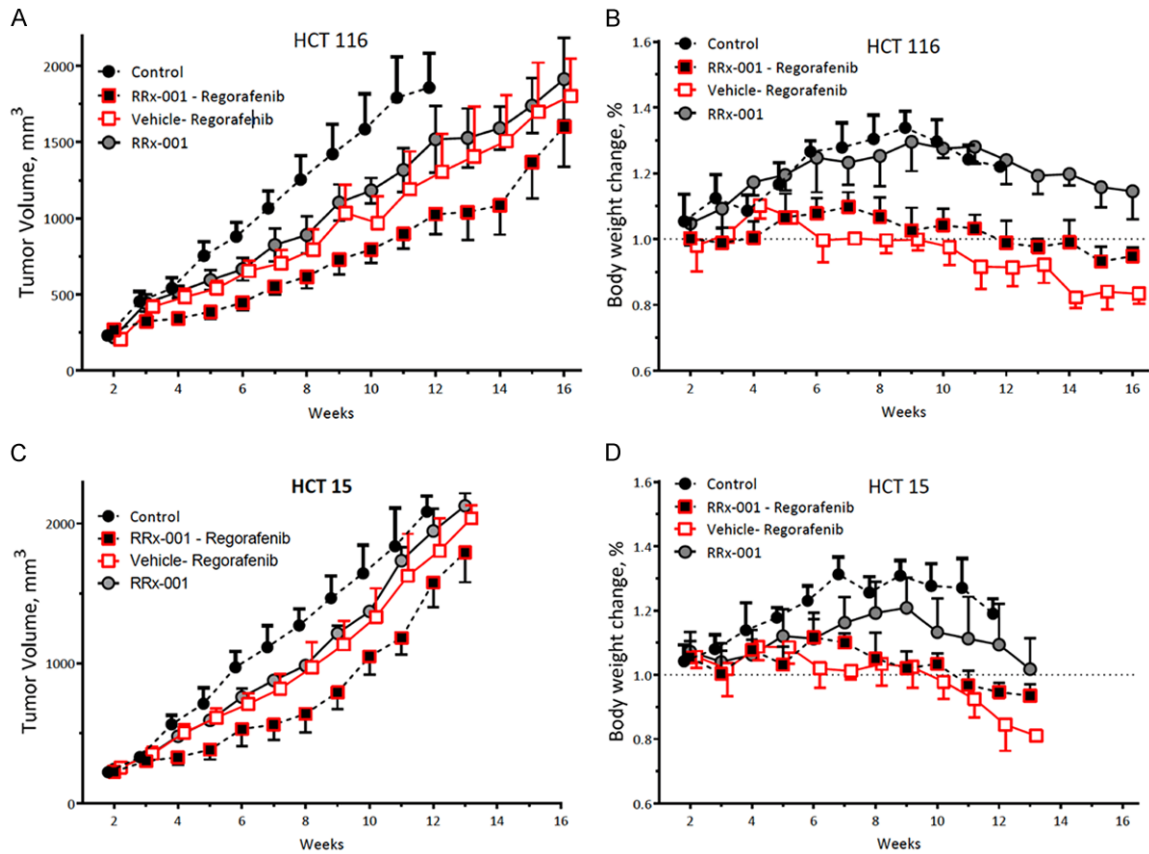 A
HCT 116
Tumor Volume, mm3
2000
1500
1000
500
0
Control
RRx-001 - Regorafenib
Vehicle- Regorafenib
RRx-001
2 4 6 8 10 12 14 16
Weeks
B
HCT 116
Body weight change, %
1.6
1.4
1.2
1.0
0.8
0.6
Control
RRx-001 - Regorafenib
Vehicle- Regorafenib
RRx-001
2 4 6 8 10 12 14 16
Weeks
C
HCT 15
Tumor Volume, mm3
2000
1000
0
Control
RRx-001 - Regorafenib
Vehicle- Regorafenib
RRx-001
2 4 6 8 10 12 14 16
Weeks
D
HCT 15
Body weight change, %
1.6
1.4
1.2
1.0
0.8
0.6
Control
RRx-001 - Regorafenib
Vehicle- Regorafenib
RRx-001
2 4 6 8 10 12 14 16
Weeks